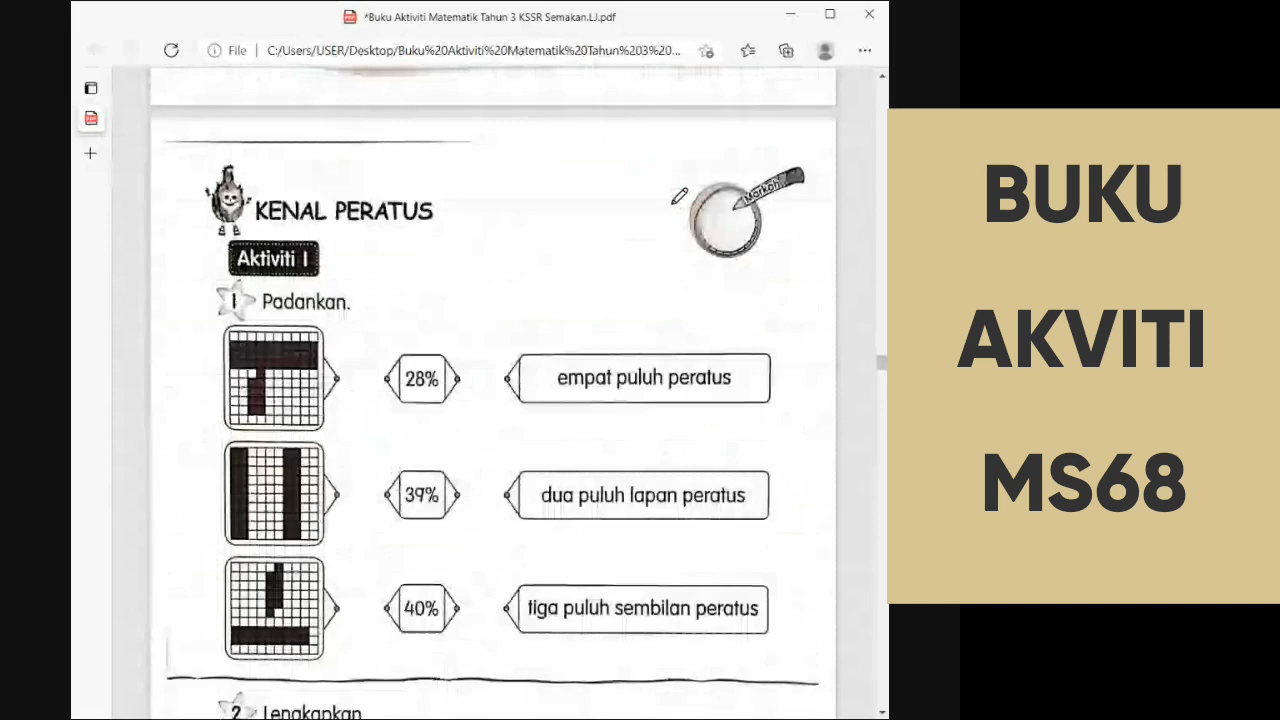 *Buku Aktiviti Matematik Tahun 3 KSSR Semakan.LJ.pdf
File | C:/Users/USER/Desktop/Buku%20Aktiviti%20Matematik%20Tahun%203%20...
KENAL PERATUS
Markah
Aktiviti 1
1 Padankan.
28% empat puluh peratus
39% dua puluh lapan peratus
40% tiga puluh sembilan peratus
2 Lengkapkan
BUKU
AKVITI
MS68